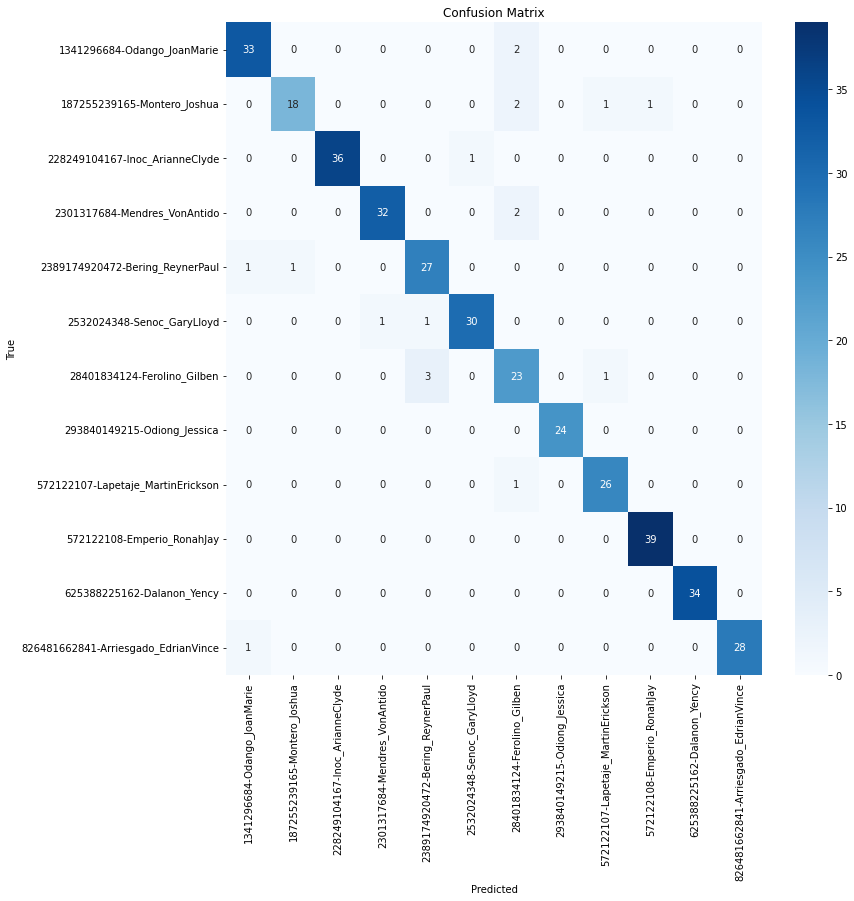 Confusion Matrix
True
1341296684-Odango_JoanMarie 33 0 0 0 0 0 2 0 0 0 0 0
187255239165-Montero_Joshua 0 18 0 0 0 0 2 0 1 1 0 0
228249104167-Inoc_ArianneClyde 0 0 36 0 0 1 0 0 0 0 0 0
2301317684-Mendres_VonAntido 0 0 0 32 0 0 2 0 0 0 0 0
2389174920472-Bering_ReynerPaul 1 1 0 0 27 0 0 0 0 0 0 0
2532024348-Senoc_GaryLloyd 0 0 0 1 1 30 0 0 0 0 0 0
28401834124-Ferolino_Gilben 0 0 0 0 3 0 23 0 1 0 0 0
293840149215-Odiong_Jessica 0 0 0 0 0 0 0 24 0 0 0 0
572122107-Lapetaje_MartinErickson 0 0 0 0 0 0 1 0 26 0 0 0
572122108-Emperio_RonahJay 0 0 0 0 0 0 0 0 0 39 0 0
625388225162-Dalanon_Yency 0 0 0 0 0 0 0 0 0 0 34 0
826481662841-Arriesgado_EdrianVince 1 0 0 0 0 0 0 0 0 0 0 28
1341296684-Odango_JoanMarie
187255239165-Montero_Joshua
228249104167-Inoc_ArianneClyde
2301317684-Mendres_VonAntido
2389174920472-Bering_ReynerPaul
2532024348-Senoc_GaryLloyd
28401834124-Ferolino_Gilben
293840149215-Odiong_Jessica
572122107-Lapetaje_MartinErickson
572122108-Emperio_RonahJay
625388225162-Dalanon_Yency
826481662841-Arriesgado_EdrianVince
Predicted
35
30
25
20
15
10
5
0